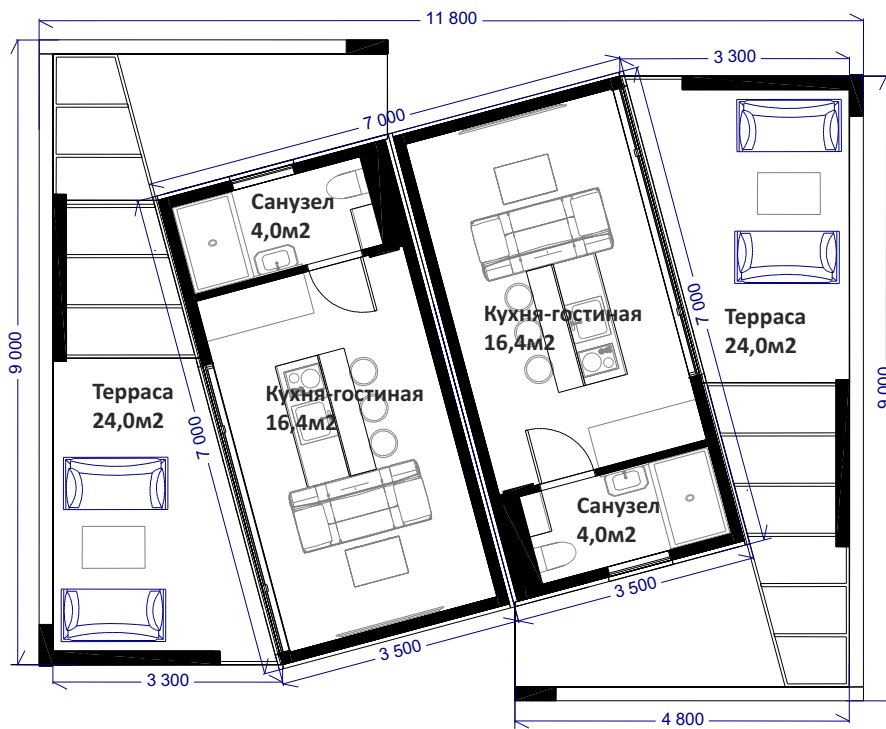 11 800
3 300
7 000
Санузел
4,0м2
Кухня-гостиная
16,4м2
7 000
Терраса
24,0м2
9 000
9 000
Терраса
24,0м2
Кухня-гостиная
16,4м2
7 000
Санузел
4,0м2
3 500
3 500
3 300
4 800